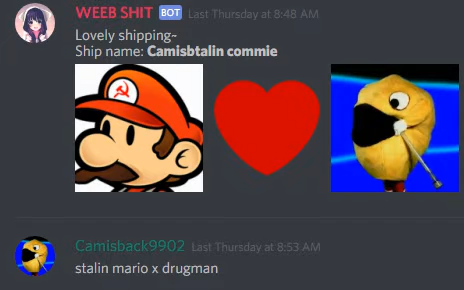 WEEB SHIT BOT Last Thursday at 8:48 AM
Lovely shipping~
Ship name: Camisbtalin commie
Camisback9902 Last Thursday at 8:53 AM
stalin mario x drugman